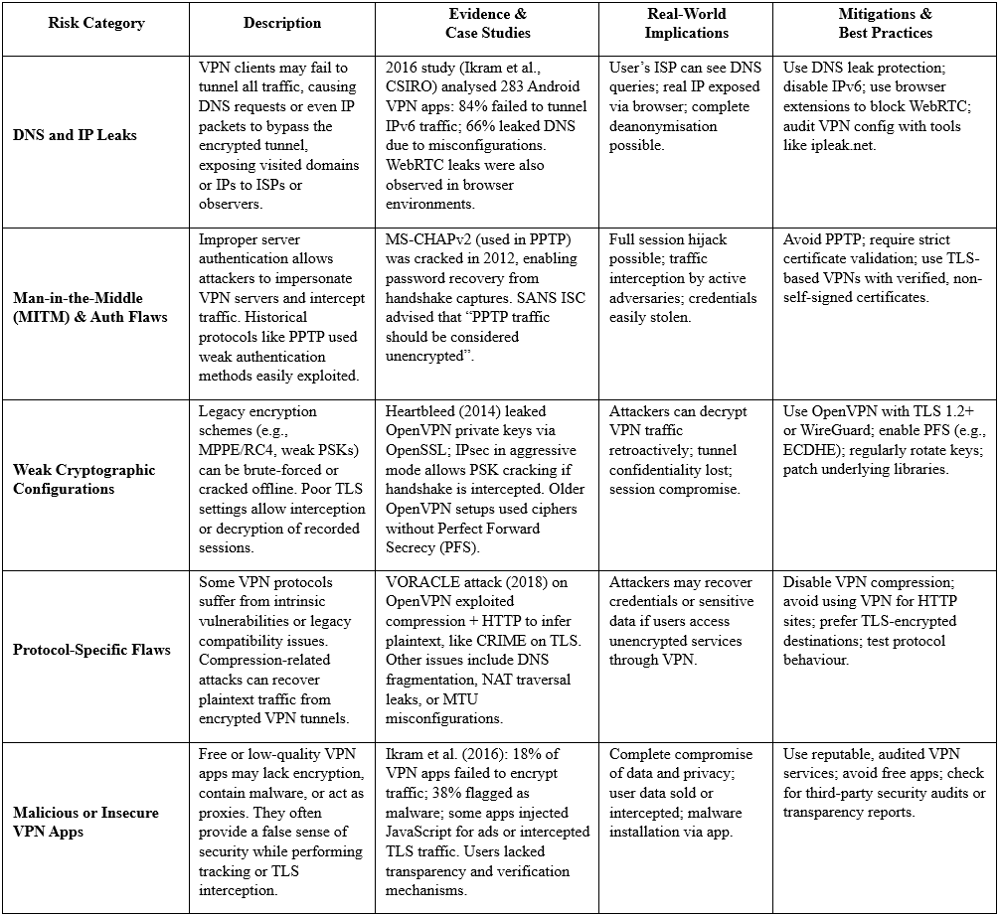 Risk Category
Description
Evidence &
Case Studies
Real-World
Implications
Mitigations &
Best Practices
DNS and IP Leaks
VPN clients may fail to
tunnel all traffic, causing
DNS requests or even IP
packets to bypass the
encrypted tunnel,
exposing visited domains
or IPs to ISPs or
observers.
2016 study (Ikram et al.,
CSIRO) analysed 283 Android
VPN apps: 84% failed to tunnel
IPv6 traffic; 66% leaked DNS
due to misconfigurations.
WebRTC leaks were also
observed in browser
environments.
User’s ISP can see DNS
queries; real IP exposed
via browser; complete
deanonymisation
possible.
Use DNS leak protection;
disable IPv6; use browser
extensions to block WebRTC;
audit VPN config with tools
like ipleak.net.
Man-in-the-Middle
(MITM) & Auth Flaws
Improper server
authentication allows
attackers to impersonate
VPN servers and intercept
traffic. Historical
protocols like PPTP used
weak authentication
methods easily exploited.
MS-CHAPv2 (used in PPTP)
was cracked in 2012, enabling
password recovery from
handshake captures. SANS ISC
advised that “PPTP traffic
should be considered
unencrypted”.
Full session hijack
possible; traffic
interception by active
adversaries; credentials
easily stolen.
Avoid PPTP; require strict
certificate validation; use TLS-
based VPNs with verified, non-
self-signed certificates.
Weak Cryptographic
Configurations
Legacy encryption
schemes (e.g.,
MPPE/RC4, weak PSKs)
can be brute-forced or
cracked offline. Poor TLS
settings allow interception
or decryption of recorded
sessions.
Heartbleed (2014) leaked
OpenVPN private keys via
OpenSSL; IPsec in aggressive
mode allows PSK cracking if
handshake is intercepted. Older
OpenVPN setups used ciphers
without Perfect Forward
Secrecy (PFS).
Attackers can decrypt
VPN traffic
retroactively; tunnel
confidentiality lost;
session compromise.
Use OpenVPN with TLS 1.2+
or WireGuard; enable PFS (e.g.,
ECDHE); regularly rotate keys;
patch underlying libraries.
Protocol-Specific Flaws
Some VPN protocols
suffer from intrinsic
vulnerabilities or legacy
compatibility issues.
Compression-related
attacks can recover
plaintext traffic from
encrypted VPN tunnels.
VORACLE attack (2018) on
OpenVPN exploited
compression + HTTP to infer
plaintext, like CRIME on TLS.
Other issues include DNS
fragmentation, NAT traversal
leaks, or MTU
misconfigurations.
Attackers may recover
credentials or sensitive
data if users access
unencrypted services
through VPN.
Disable VPN compression;
avoid using VPN for HTTP
sites; prefer TLS-encrypted
destinations; test protocol
behaviour.
Malicious or Insecure
VPN Apps
Free or low-quality VPN
apps may lack encryption,
contain malware, or act as
proxies. They often
provide a false sense of
security while performing
tracking or TLS
interception.
Ikram et al. (2016): 18% of
VPN apps failed to encrypt
traffic; 38% flagged as
malware; some apps injected
JavaScript for ads or intercepted
TLS traffic. Users lacked
transparency and verification
mechanisms.
Complete compromise
of data and privacy;
user data sold or
intercepted; malware
installation via app.
Use reputable, audited VPN
services; avoid free apps; check
for third-party security audits or
transparency reports.